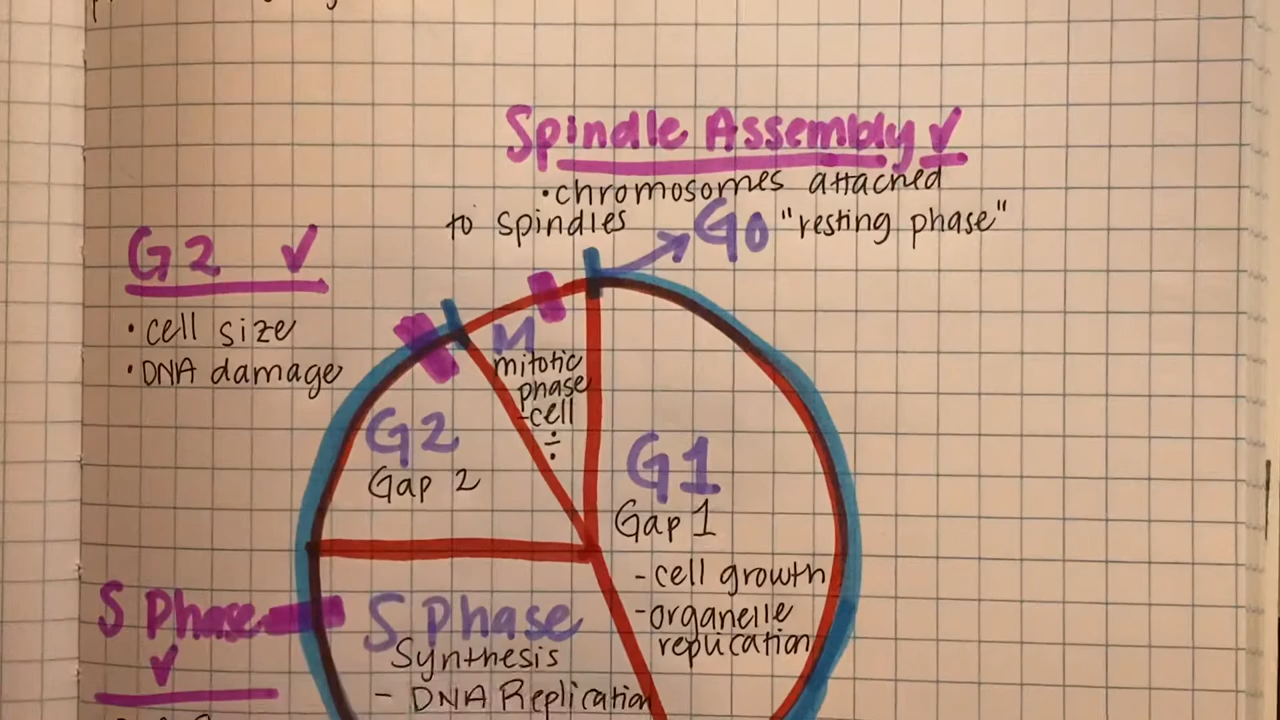 Spindle Assembly ✓
•chromosomes attached
to spindles
G0 "resting phase"
G2 ✓
•cell size
•DNA damage
M
mitotic
phase
-cell
÷
G2
Gap 2
G1
Gap 1
-cell growth
-organelle
replication
S Phase
✓
S Phase
Synthesis
- DNA Replication